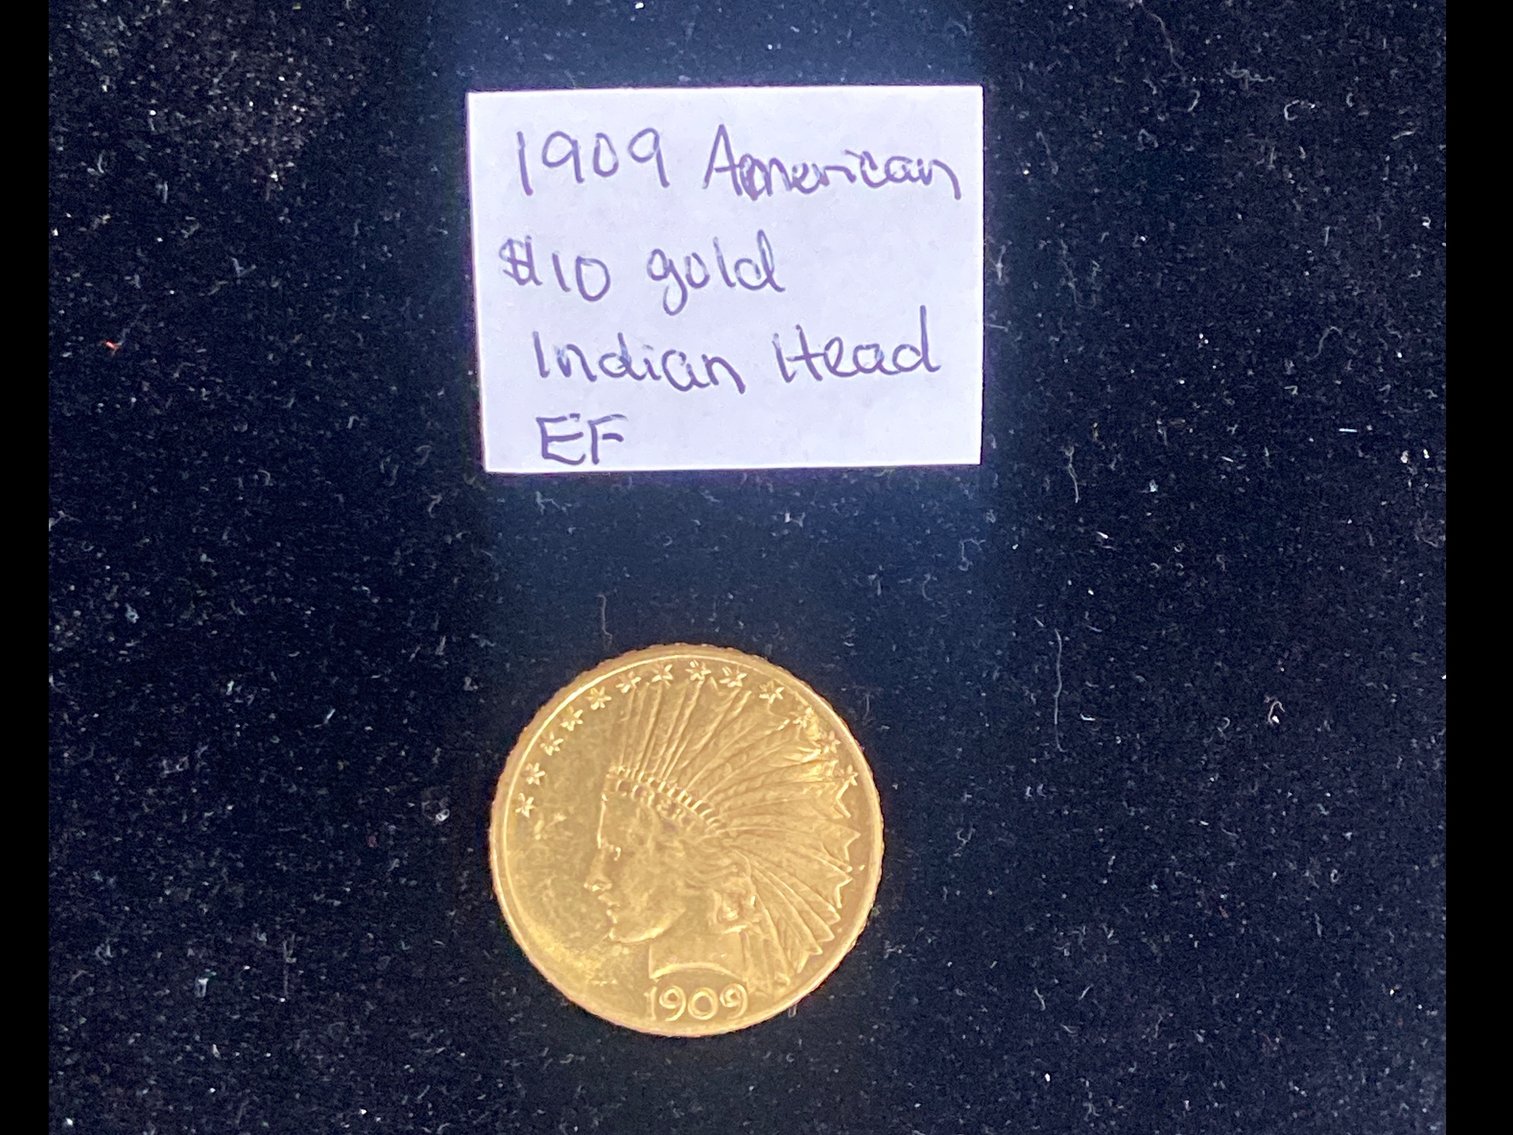 1909 American
$10 gold
Indian Head
EF
1909